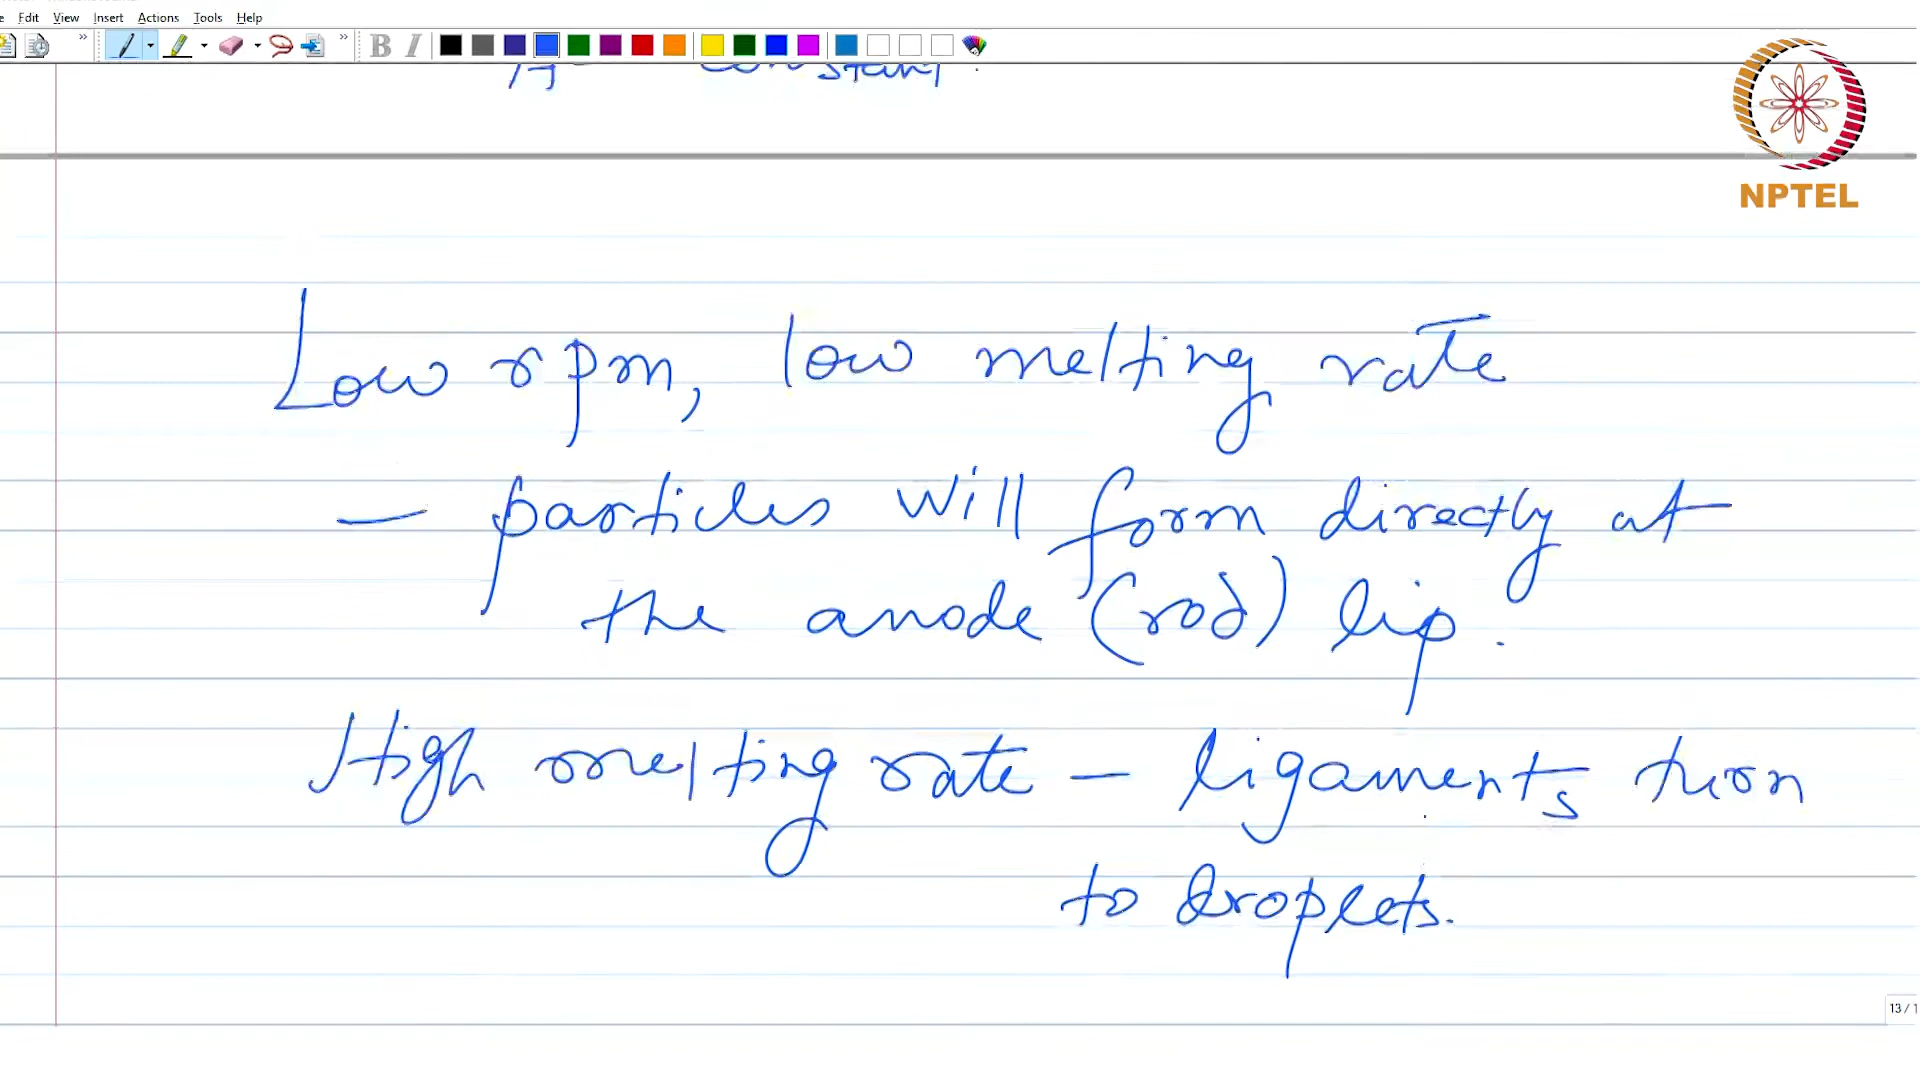 Edit View Insert Actions Tools Help
B I
NPTEL
Low rpm, low melting rate
— particles will form directly at
the anode (rod) lip.
High melting rate — ligaments turn
to droplets.
13 / 1